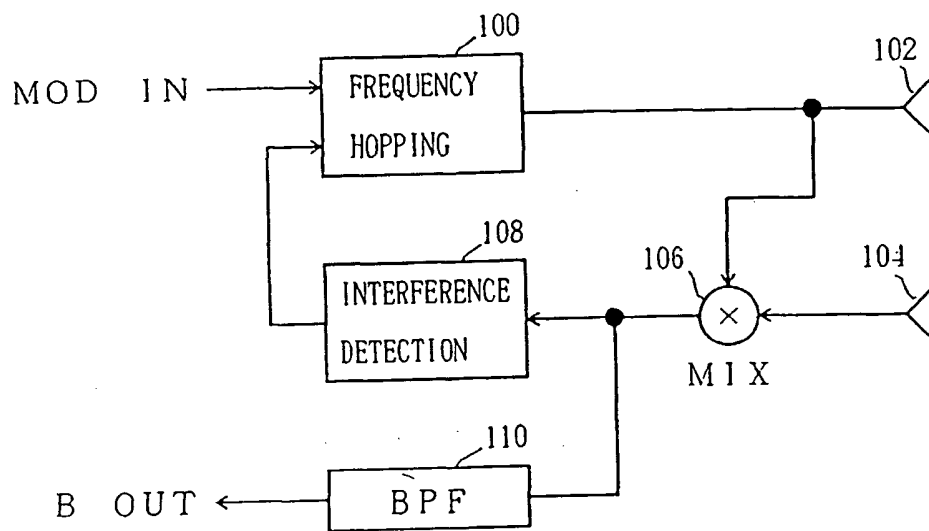 100
102
MOD IN
FREQUENCY
HOPPING
108
106
104
INTERFERENCE
DETECTION
×
MIX
110
B OUT
BPF